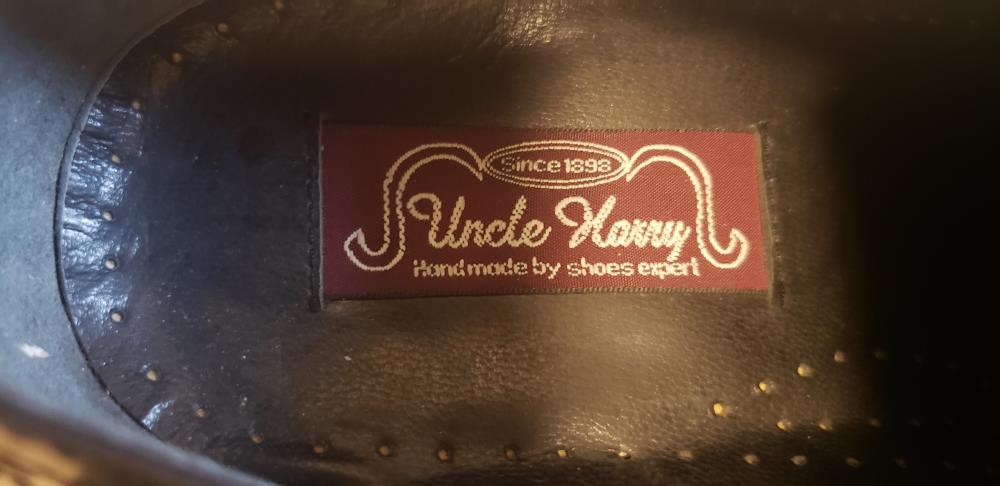 Since 1898
Uncle Harry
Handmade by shoes expert